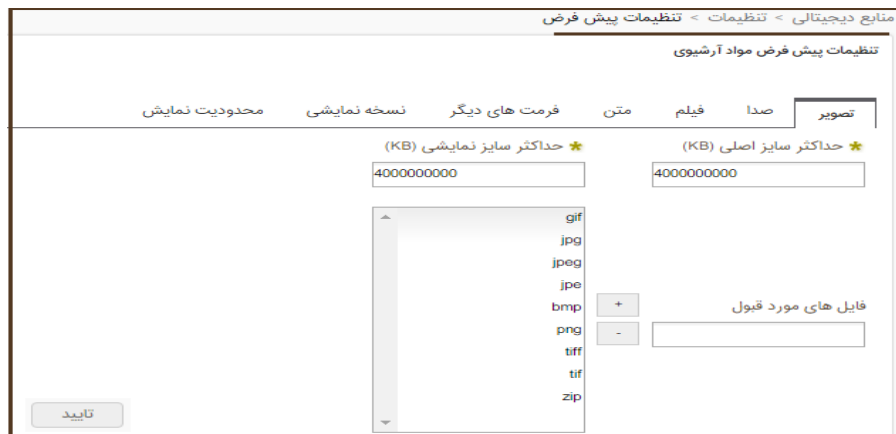 منابع دیجیتالی > تنظیمات > تنظیمات پیش فرض
تنظیمات پیش فرض مواد آرشیوی
تصویر صدا فیلم متن فرمت های دیگر نسخه نمایشی محدودیت نمایش
* حداکثر سایز اصلی (KB) * حداکثر سایز نمایشی (KB)
4000000000 4000000000
gif
jpg
jpeg
jpe
فایل های مورد قبول + bmp
- png
tiff
tif
zip
تایید